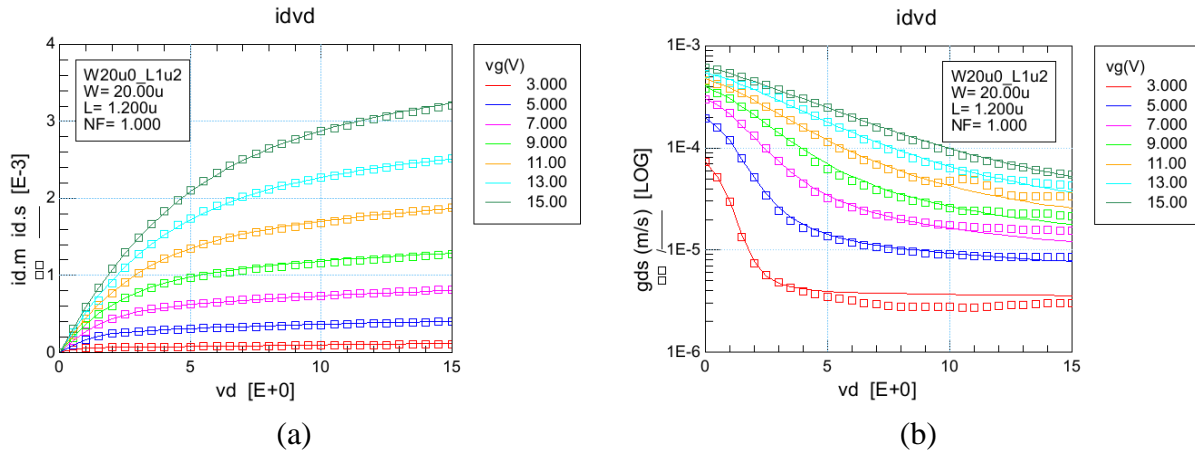 idvd
4
3
2
1
0
id.m id.s [E-3]
W20u0_L1u2
W= 20.00u
L= 1.200u
NF= 1.000
0 5 10 15
vd [E+0]
vg(V)
3.000
5.000
7.000
9.000
11.00
13.00
15.00
(a)
idvd
1E-3
1E-4
1E-5
1E-6
gds (m/s) [LOG]
W20u0_L1u2
W= 20.00u
L= 1.200u
NF= 1.000
0 5 10 15
vd [E+0]
vg(V)
3.000
5.000
7.000
9.000
11.00
13.00
15.00
(b)